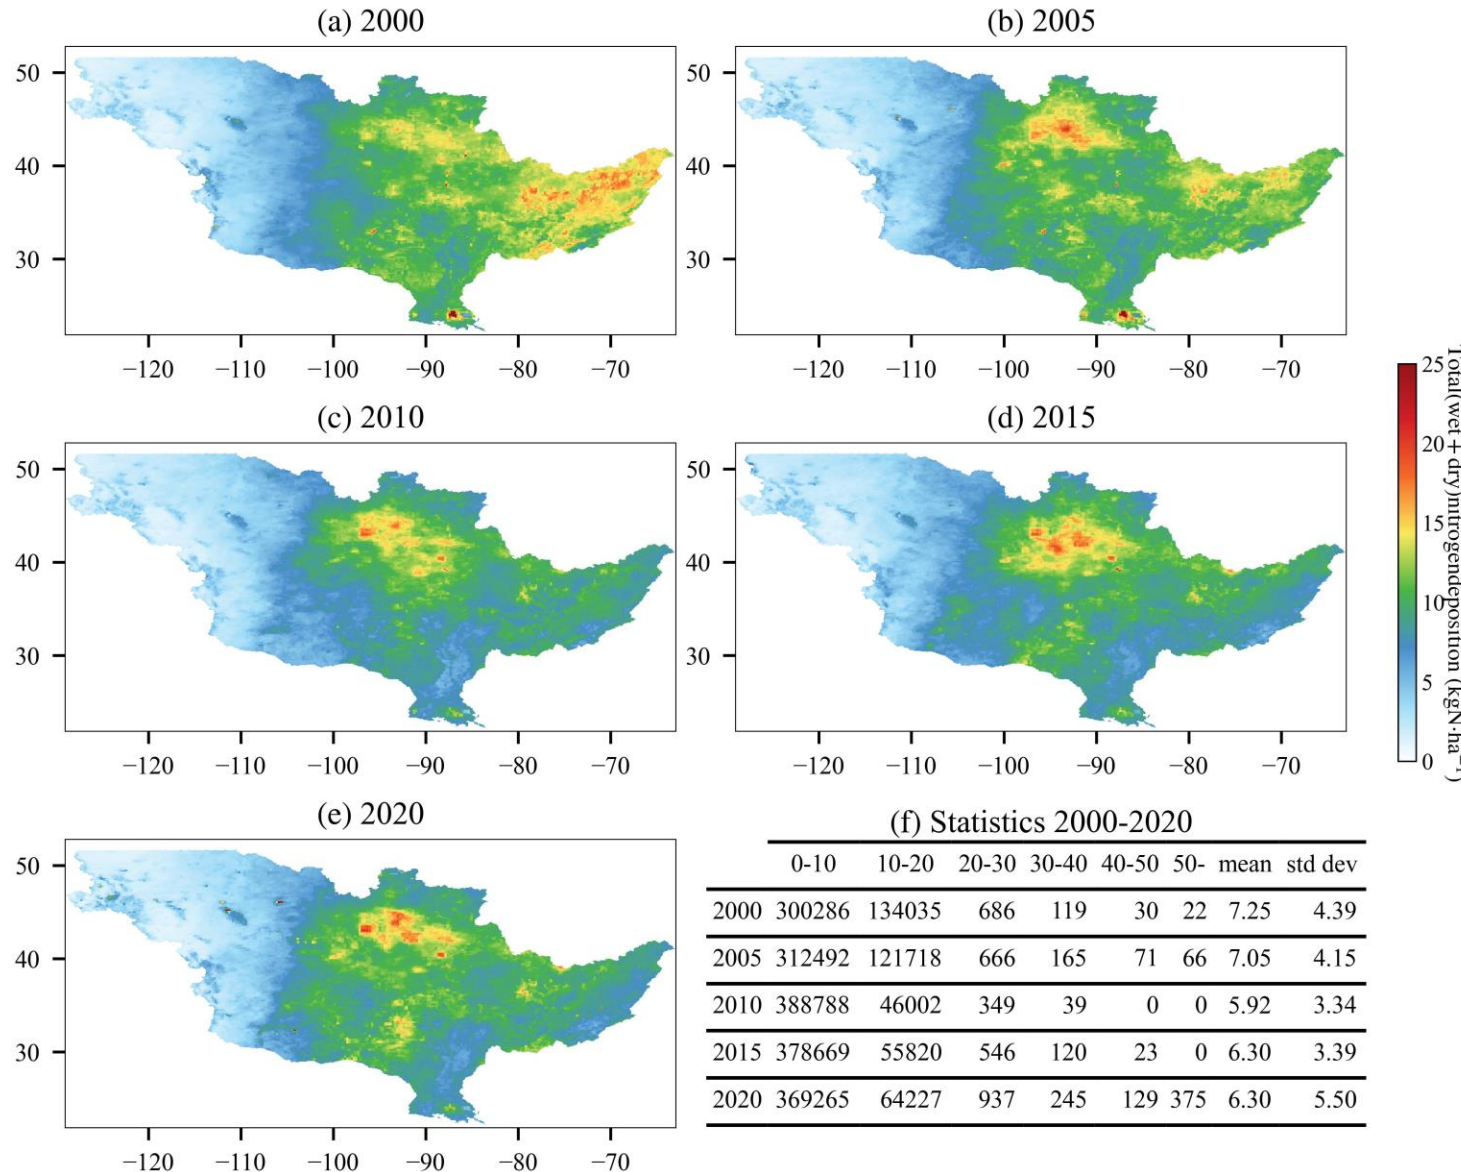 (a) 2000
(b) 2005
50
40
30
−120 −110 −100 −90 −80 −70
50
40
30
−120 −110 −100 −90 −80 −70
(c) 2010
(d) 2015
50
40
30
−120 −110 −100 −90 −80 −70
50
40
30
−120 −110 −100 −90 −80 −70
25
20
15
10
5
0
Total(wet+dry)nitrogendeposition (kgN·ha⁻¹)
(e) 2020
50
40
30
−120 −110 −100 −90 −80 −70
(f) Statistics 2000-2020
0-10 10-20 20-30 30-40 40-50 50- mean std dev
2000 300286 134035 686 119 30 22 7.25 4.39
2005 312492 121718 666 165 71 66 7.05 4.15
2010 388788 46002 349 39 0 0 5.92 3.34
2015 378669 55820 546 120 23 0 6.30 3.39
2020 369265 64227 937 245 129 375 6.30 5.50